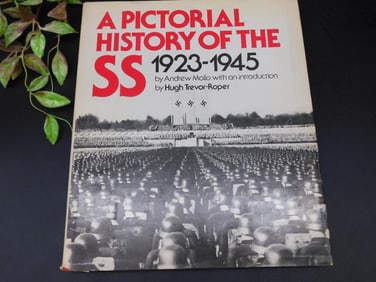 A PICTORIAL
HISTORY OF THE
SS 1923-1945
by Andrew Mollo with an introduction
by Hugh Trevor-Roper